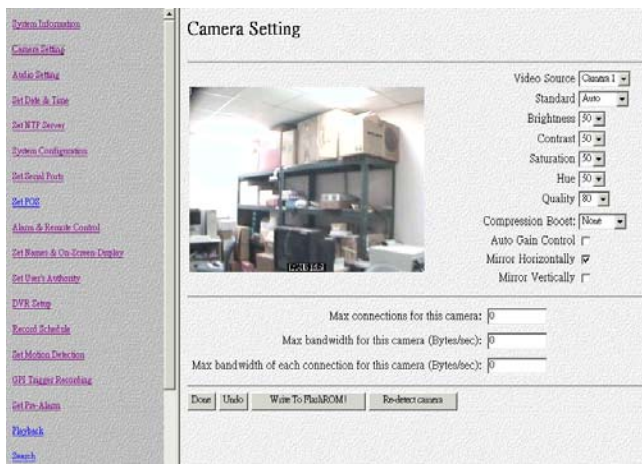 System Information
Camera Setting
Audio Setting
Set Date & Time
Set NTP Server
System Configuration
Set Serial Ports
Set POS
Alarm & Remote Control
Set Names & On-Screen-Display
Set User's Authority
DVR Setup
Record Schedule
Set Motion Detection
GPS Trigger Recording
Set Pre-Alarm
Playback
Search
Camera Setting
Video Source Camera 1
Standard Auto
Brightness 50
Contrast 50
Saturation 50
Hue 50
Quality 80
Compression Boost: None
Auto Gain Control
Mirror Horizontally
Mirror Vertically
Max connections for this camera: 0
Max bandwidth for this camera (Bytes/sec): 0
Max bandwidth of each connection for this camera (Bytes/sec): 0
Done Undo Write To FlashROM! Re-detect camera